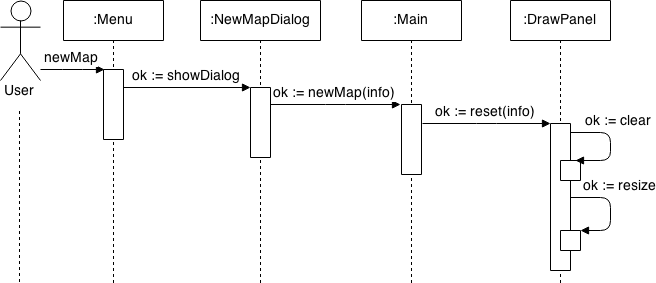 :Menu
:NewMapDialog
:Main
:DrawPanel
newMap
User
ok := showDialog
ok := newMap(info)
ok := reset(info)
ok := clear
ok := resize